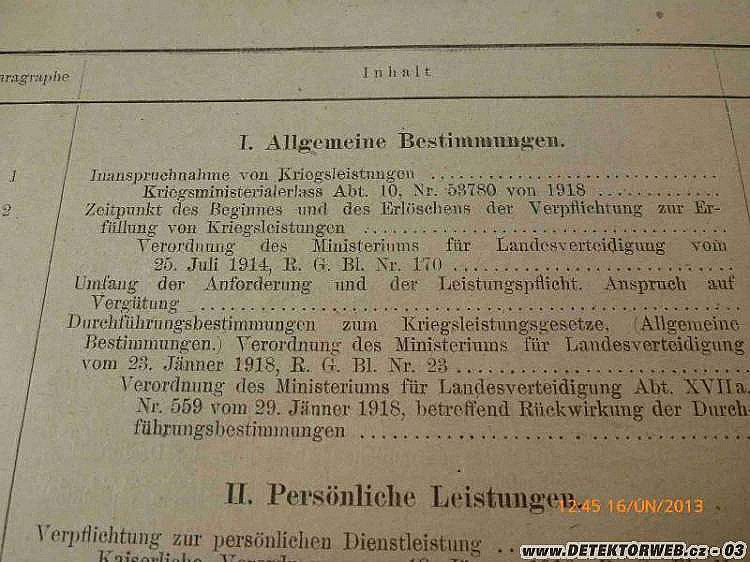 aragraphe Inhalt
I. Allgemeine Bestimmungen.
1 Inanspruchnahme von Kriegsleistungen ..............................
Kriegsministerialerlass Abt. 10, Nr. 53780 von 1918 ............
2 Zeitpunkt des Beginnes und des Erlöschens der Verpflichtung zur Er-
füllung von Kriegsleistungen ....................................
Verordnung des Ministeriums für Landesverteidigung vom
25. Juli 1914, R. G. Bl. Nr. 170 ..........................
Umfang der Anforderung und der Leistungspflicht. Anspruch auf
Vergütung ....................................................
Durchführungsbestimmungen zum Kriegsleistungsgesetze. (Allgemeine
Bestimmungen.) Verordnung des Ministeriums für Landesverteidigung
vom 23. Jänner 1918, R. G. Bl. Nr. 23 ..........................
Verordnung des Ministeriums für Landesverteidigung Abt. XVII a.
Nr. 559 vom 29. Jänner 1918, betreffend Rückwirkung der Durch-
führungsbestimmungen ....................................
II. Persönliche Leistungen.
12:45 16/ÚN/2013
Verpflichtung zur persönlichen Dienstleistung ....
Kaiserliche
www.DETEKTORWEB.cz - 03